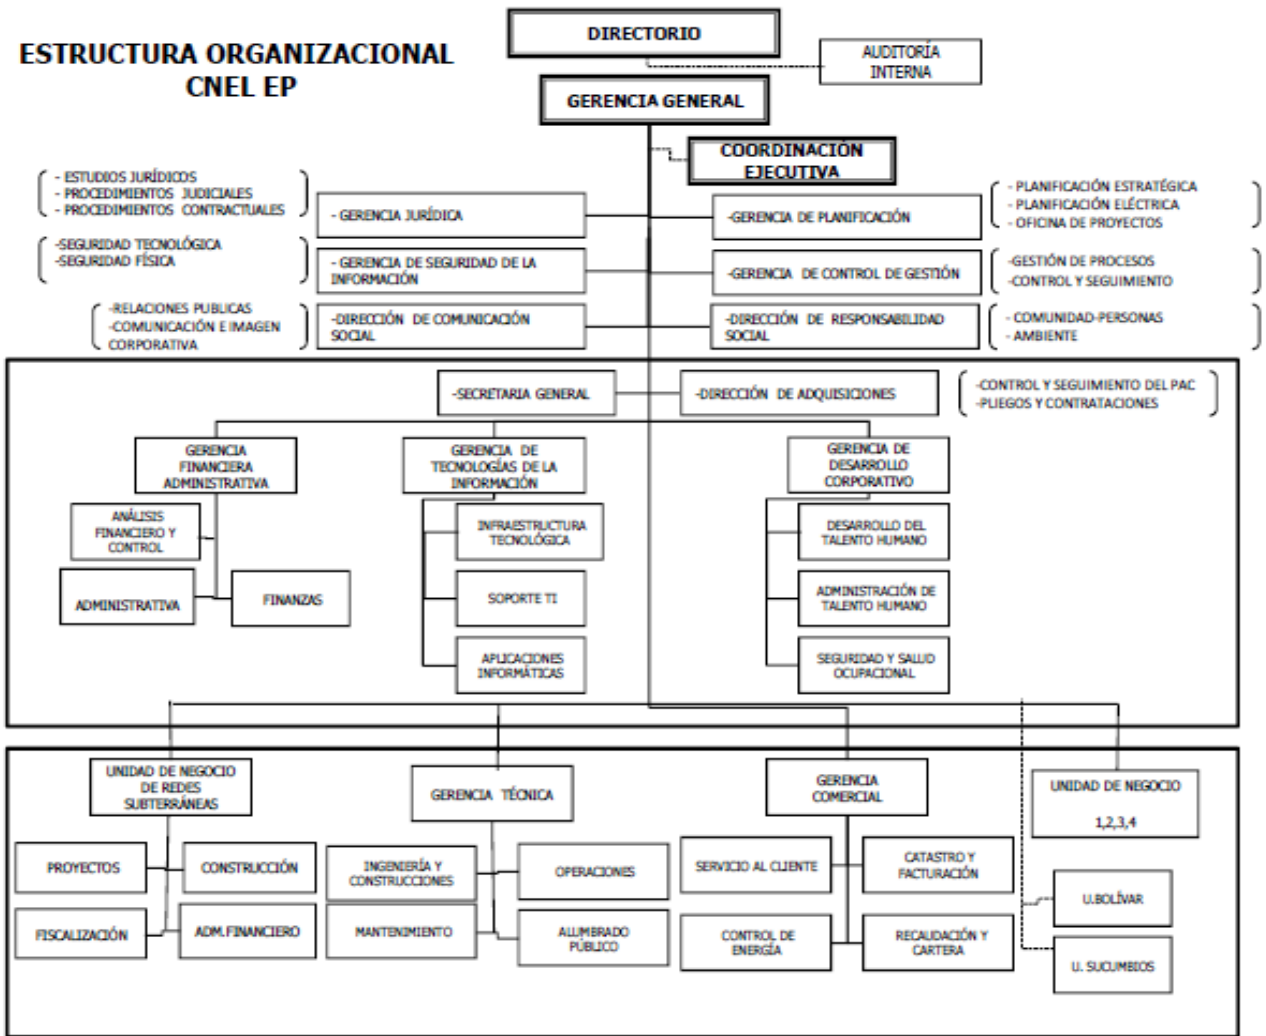 ESTRUCTURA ORGANIZACIONAL
CNEL EP
DIRECTORIO
AUDITORÍA
INTERNA
GERENCIA GENERAL
COORDINACIÓN
EJECUTIVA
- ESTUDIOS JURÍDICOS
- PROCEDIMIENTOS JUDICIALES
- PROCEDIMIENTOS CONTRACTUALES
- GERENCIA JURÍDICA
-GERENCIA DE PLANIFICACIÓN
- PLANIFICACIÓN ESTRATÉGICA
- PLANIFICACIÓN ELÉCTRICA
- OFICINA DE PROYECTOS
-SEGURIDAD TECNOLÓGICA
-SEGURIDAD FÍSICA
- GERENCIA DE SEGURIDAD DE LA
INFORMACIÓN
-GERENCIA DE CONTROL DE GESTIÓN
-GESTIÓN DE PROCESOS
-CONTROL Y SEGUIMIENTO
-RELACIONES PUBLICAS
-COMUNICACIÓN E IMAGEN
CORPORATIVA
-DIRECCIÓN DE COMUNICACIÓN
SOCIAL
-DIRECCIÓN DE RESPONSABILIDAD
SOCIAL
- COMUNIDAD-PERSONAS
- AMBIENTE
-SECRETARIA GENERAL
-DIRECCIÓN DE ADQUISICIONES
-CONTROL Y SEGUIMIENTO DEL PAC
-PLIEGOS Y CONTRATACIONES
GERENCIA
FINANCIERA
ADMINISTRATIVA
GERENCIA DE
TECNOLOGÍAS DE LA
INFORMACIÓN
GERENCIA DE
DESARROLLO
CORPORATIVO
ANÁLISIS
FINANCIERO Y
CONTROL
INFRAESTRUCTURA
TECNOLÓGICA
DESARROLLO DEL
TALENTO HUMANO
ADMINISTRATIVA
FINANZAS
SOPORTE TI
ADMINISTRACIÓN DE
TALENTO HUMANO
APLICACIONES
INFORMÁTICAS
SEGURIDAD Y SALUD
OCUPACIONAL
UNIDAD DE NEGOCIO
DE REDES
SUBTERRÁNEAS
GERENCIA TÉCNICA
GERENCIA
COMERCIAL
UNIDAD DE NEGOCIO
1,2,3,4
PROYECTOS
CONSTRUCCIÓN
INGENIERÍA Y
CONSTRUCCIONES
OPERACIONES
SERVICIO AL CLIENTE
CATASTRO Y
FACTURACIÓN
U.BOLÍVAR
FISCALIZACIÓN
ADM.FINANCIERO
MANTENIMIENTO
ALUMBRADO
PÚBLICO
CONTROL DE
ENERGÍA
RECAUDACIÓN Y
CARTERA
U. SUCUMBIOS